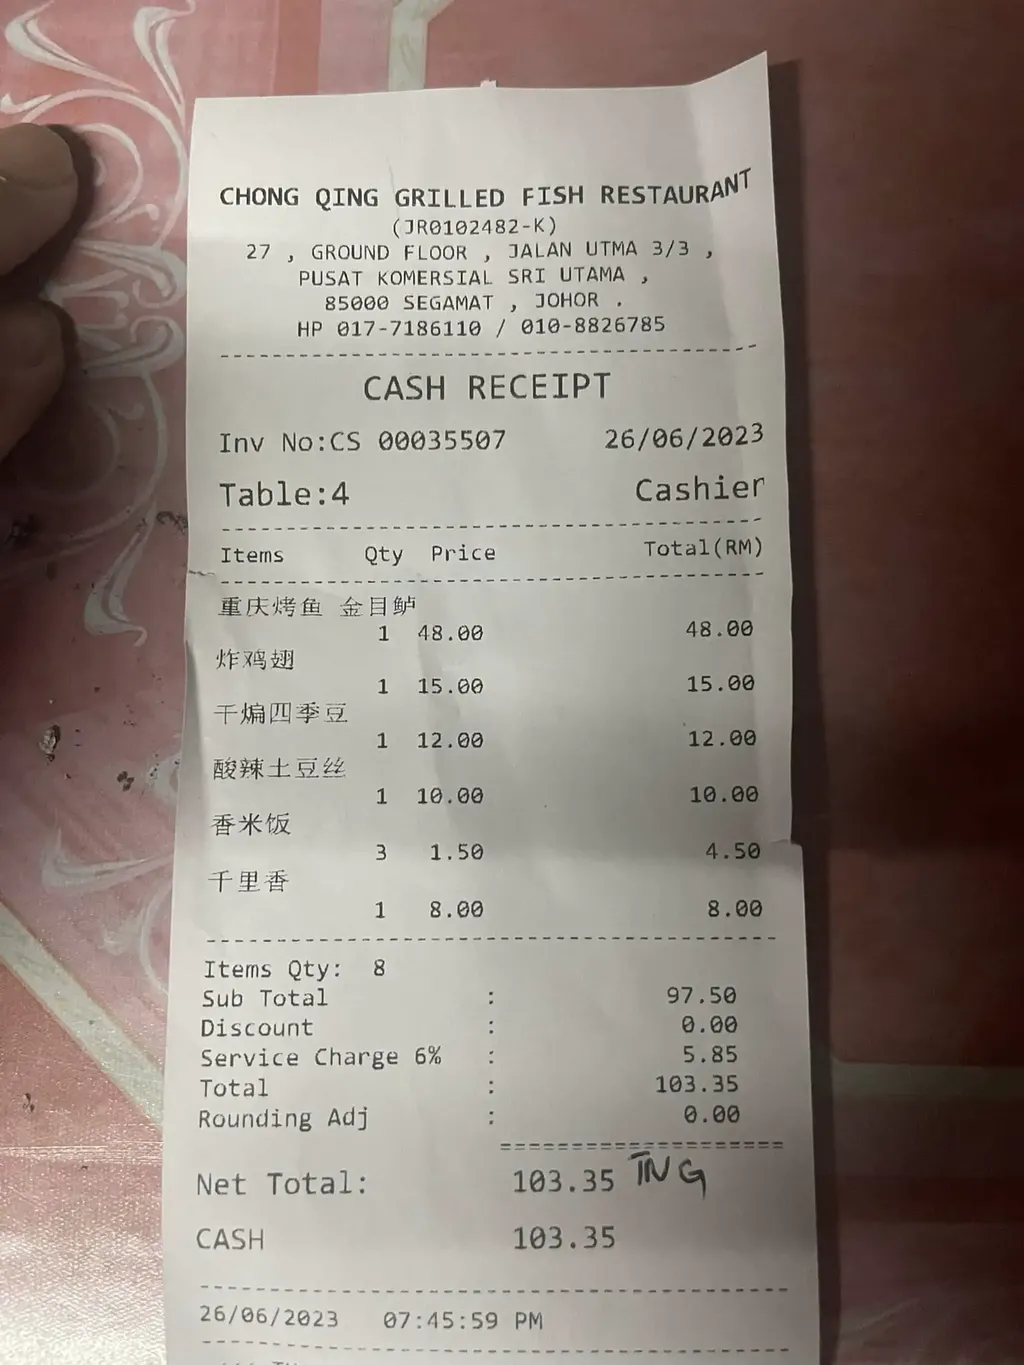 CHONG QING GRILLED FISH RESTAURANT
(JR0102482-K)
27 , GROUND FLOOR , JALAN UTMA 3/3 ,
PUSAT KOMERSIAL SRI UTAMA ,
85000 SEGAMAT , JOHOR .
HP 017-7186110 / 010-8826785
CASH RECEIPT
Inv No:CS 00035507 26/06/2023
Table:4 Cashier
Items Qty Price Total(RM)
重庆烤鱼 金目鲈
1 48.00 48.00
炸鸡翅
1 15.00 15.00
干煸四季豆
1 12.00 12.00
酸辣土豆丝
1 10.00 10.00
香米饭
3 1.50 4.50
千里香
1 8.00 8.00
Items Qty: 8
Sub Total : 97.50
Discount : 0.00
Service Charge 6% : 5.85
Total : 103.35
Rounding Adj : 0.00
Net Total: 103.35 TNG
CASH 103.35
26/06/2023 07:45:59 PM